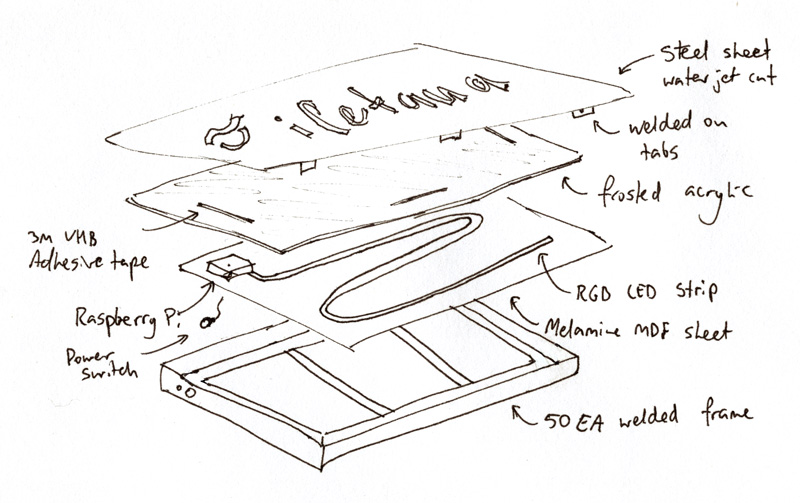 Siletana
Steel sheet
water jet cut
welded on
tabs
frosted acrylic
3m VHB
Adhesive tape
RGB LED strip
Raspberry Pi
Melamine MDF sheet
Power
switch
50 EA welded frame